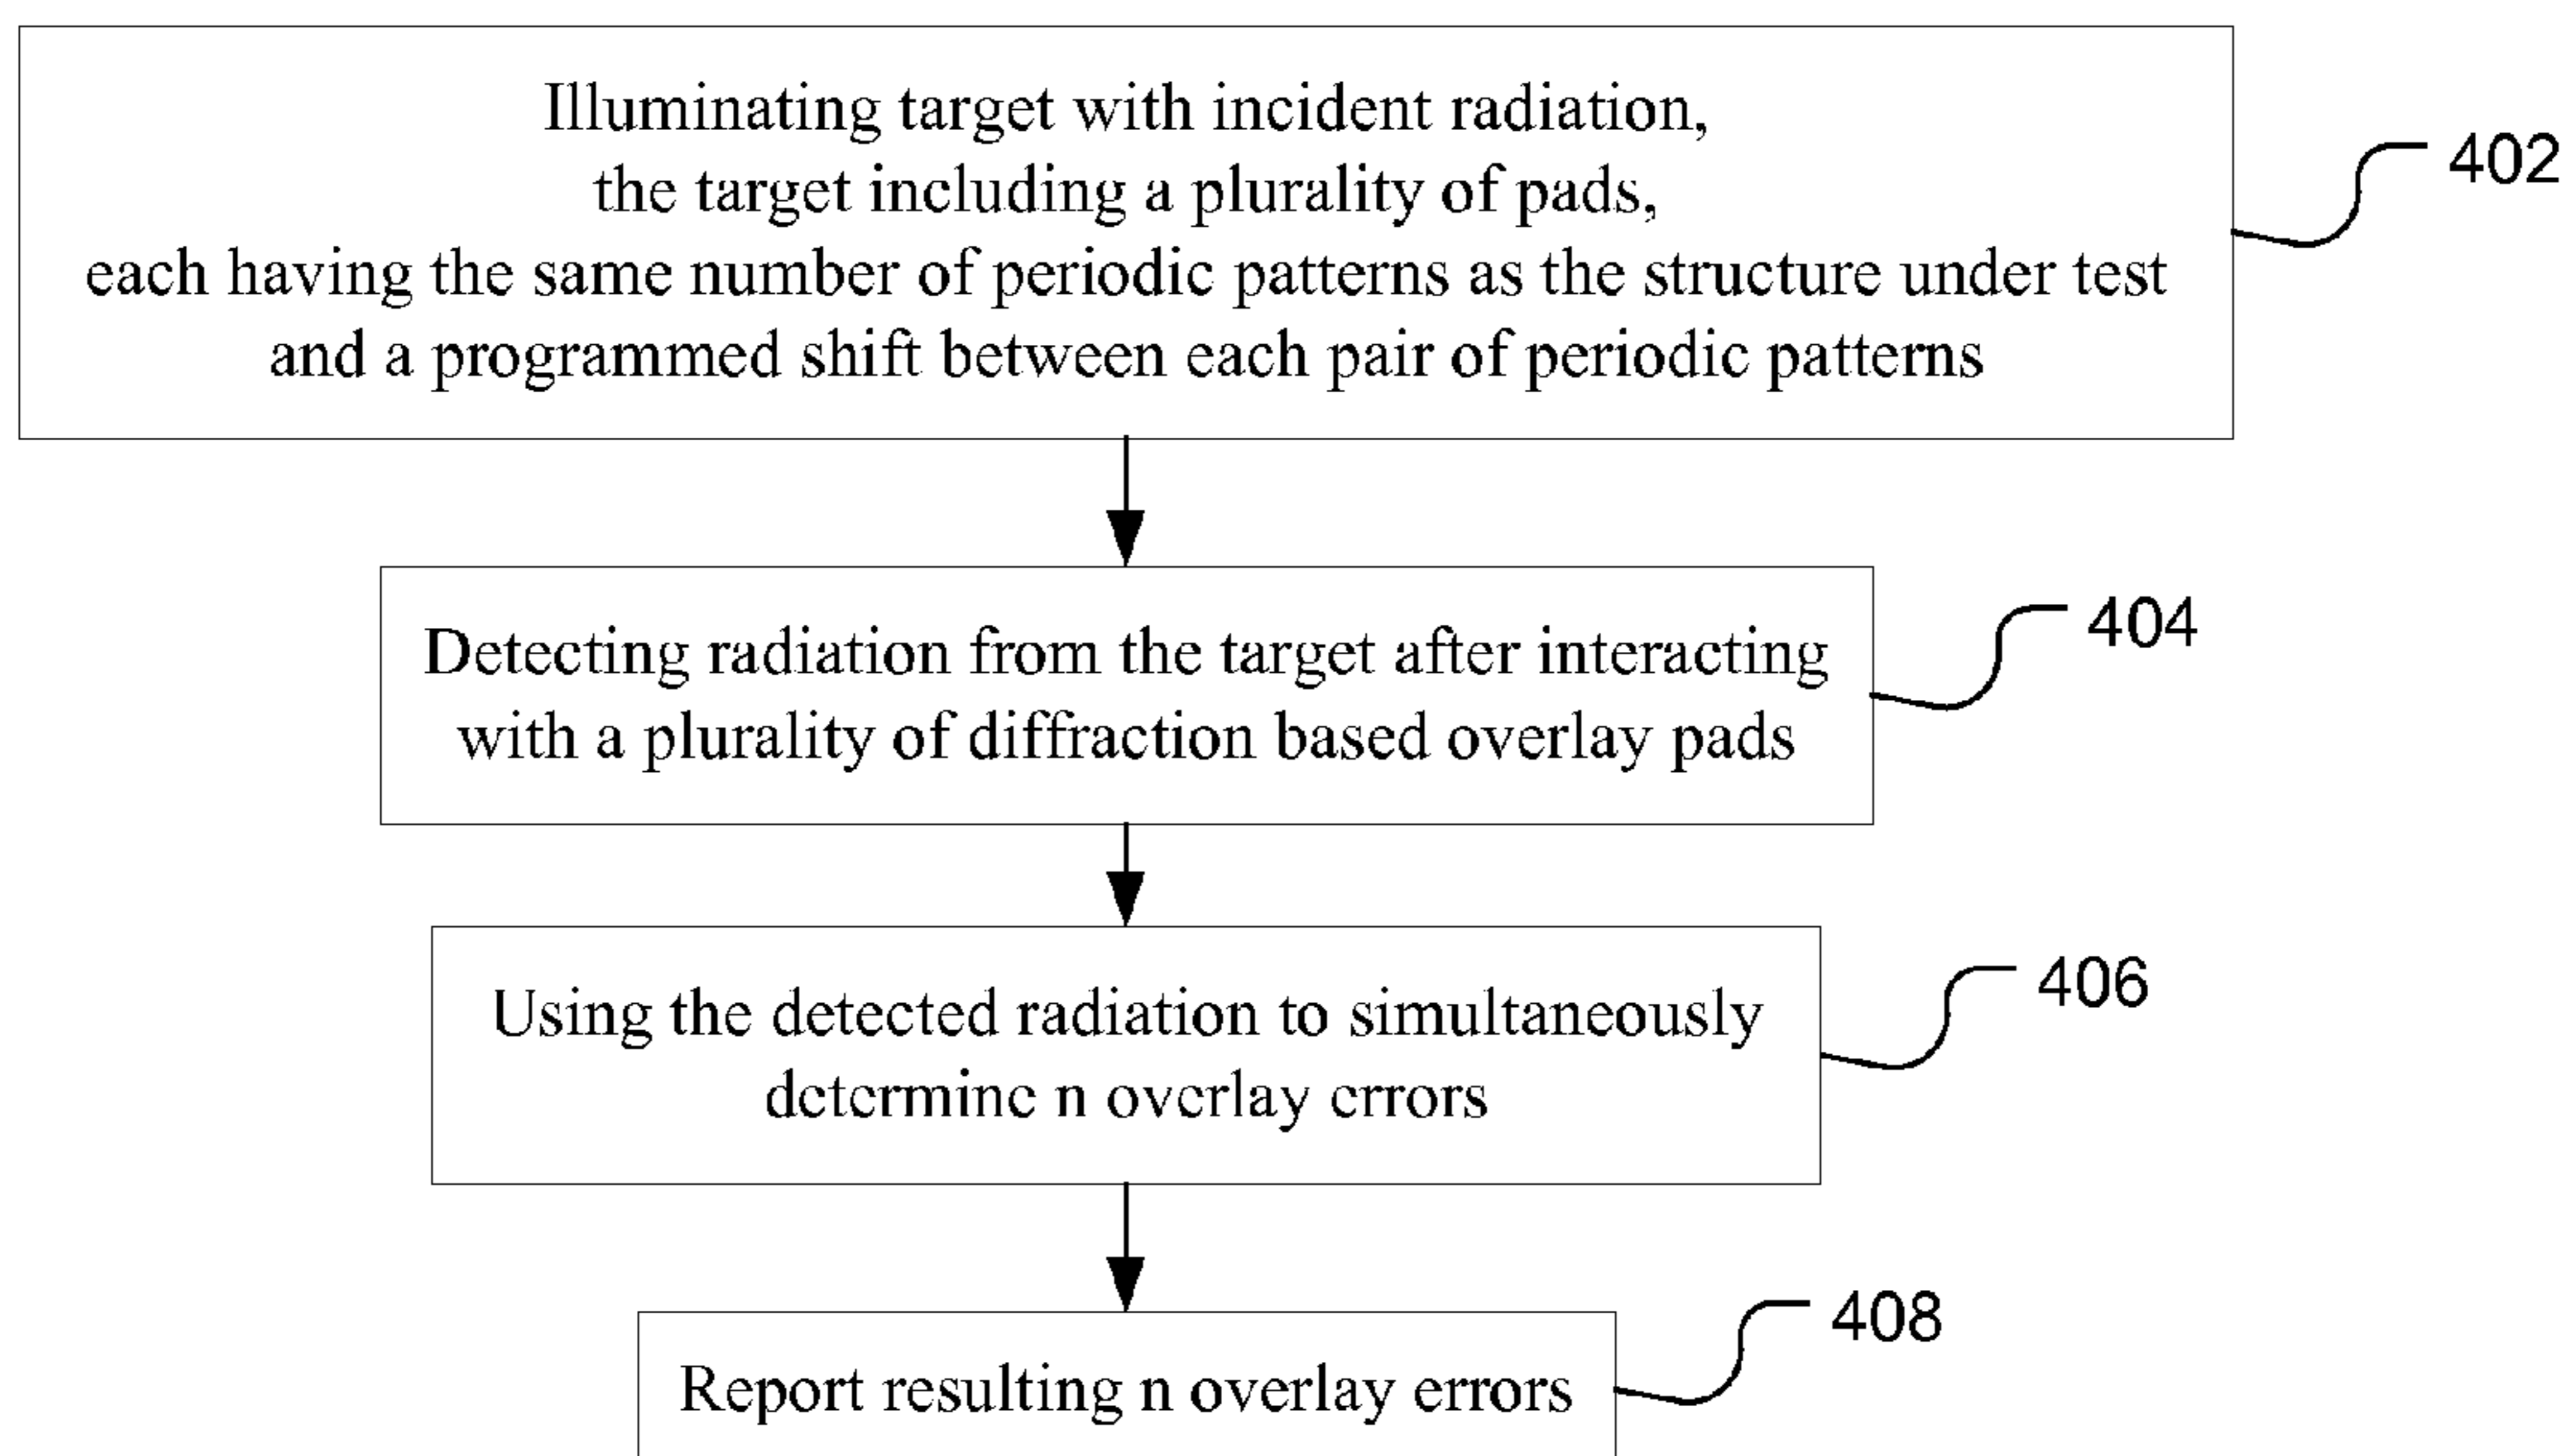 Illuminating target with incident radiation,
the target including a plurality of pads,
each having the same number of periodic patterns as the structure under test
and a programmed shift between each pair of periodic patterns
402
Detecting radiation from the target after interacting
with a plurality of diffraction based overlay pads
404
Using the detected radiation to simultaneously
determine n overlay errors
406
Report resulting n overlay errors
408